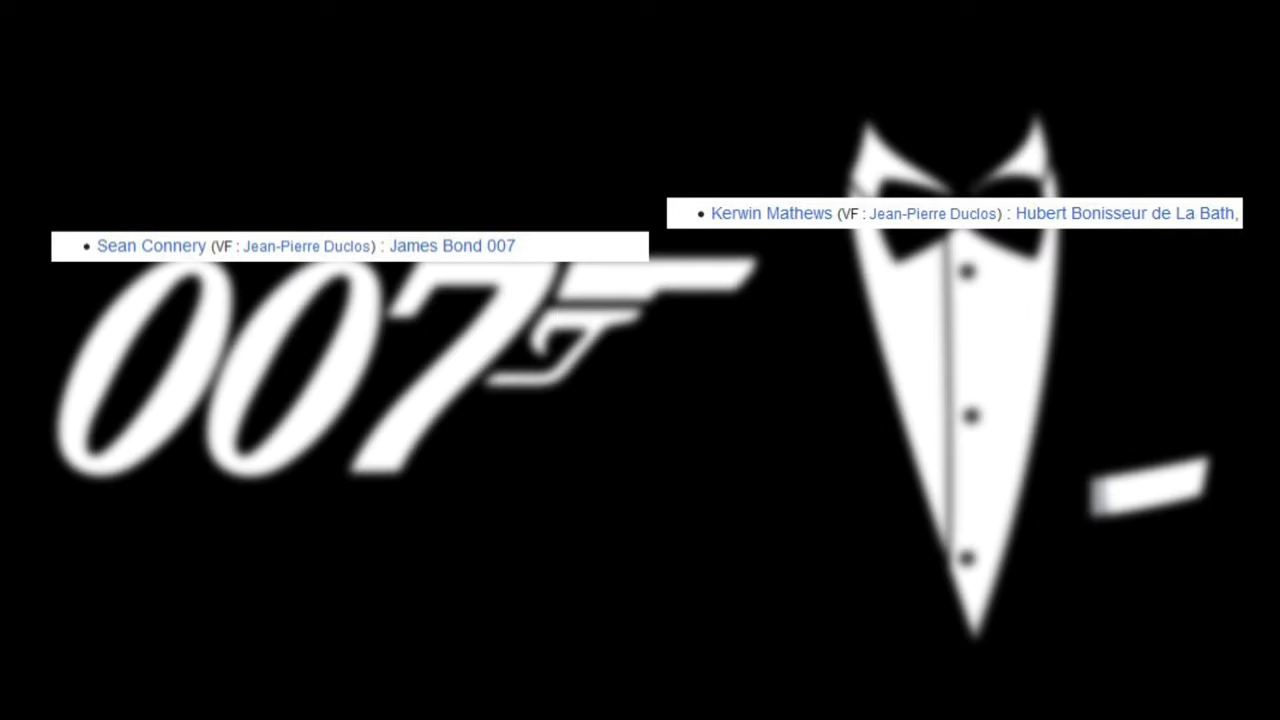 • Kerwin Mathews (VF : Jean-Pierre Duclos) : Hubert Bonisseur de La Bath,
• Sean Connery (VF : Jean-Pierre Duclos) : James Bond 007
007